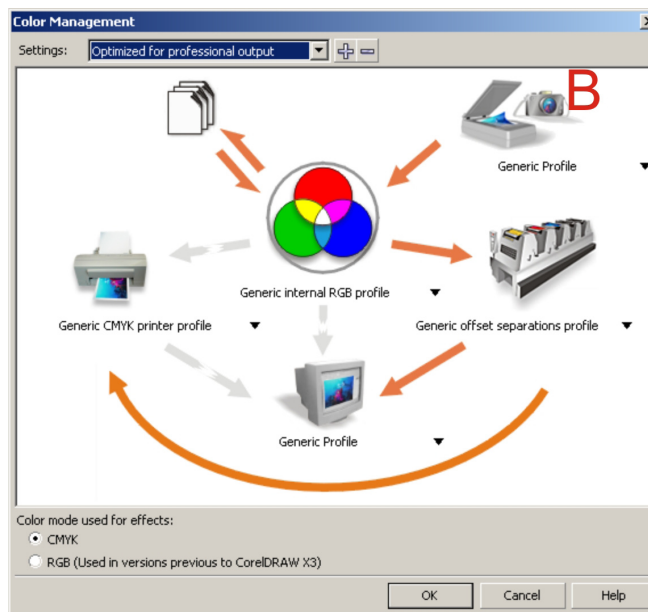 Color Management
Settings: Optimized for professional output
B
Generic Profile
Generic internal RGB profile
Generic CMYK printer profile
Generic offset separations profile
Generic Profile
Color mode used for effects:
CMYK
RGB (Used in versions previous to CorelDRAW X3)
OK Cancel Help